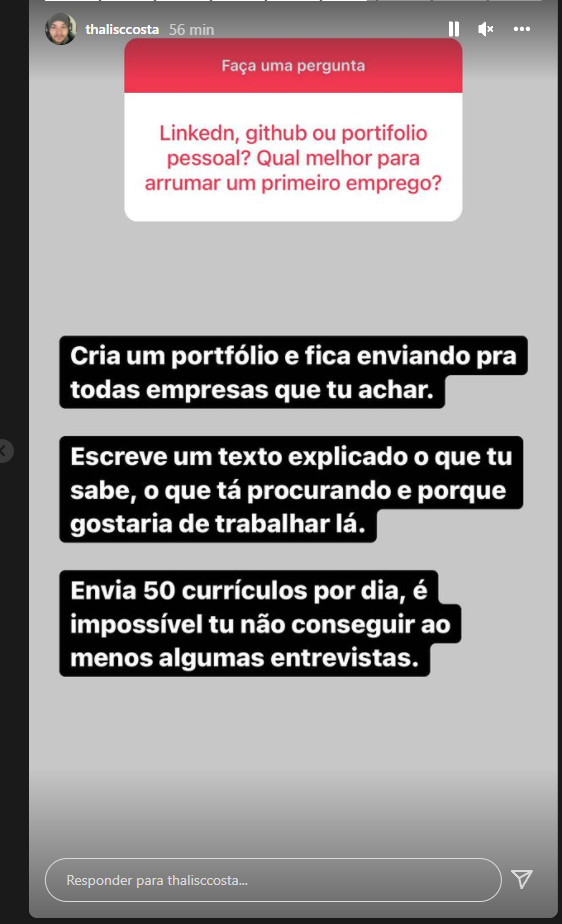 thalisccosta 56 min
Faça uma pergunta
Linkedn, github ou portifolio
pessoal? Qual melhor para
arrumar um primeiro emprego?
Cria um portfólio e fica enviando pra
todas empresas que tu achar.
Escreve um texto explicado o que tu
sabe, o que tá procurando e porque
gostaria de trabalhar lá.
Envia 50 currículos por dia, é
impossível tu não conseguir ao
menos algumas entrevistas.
Responder para thalisccosta...